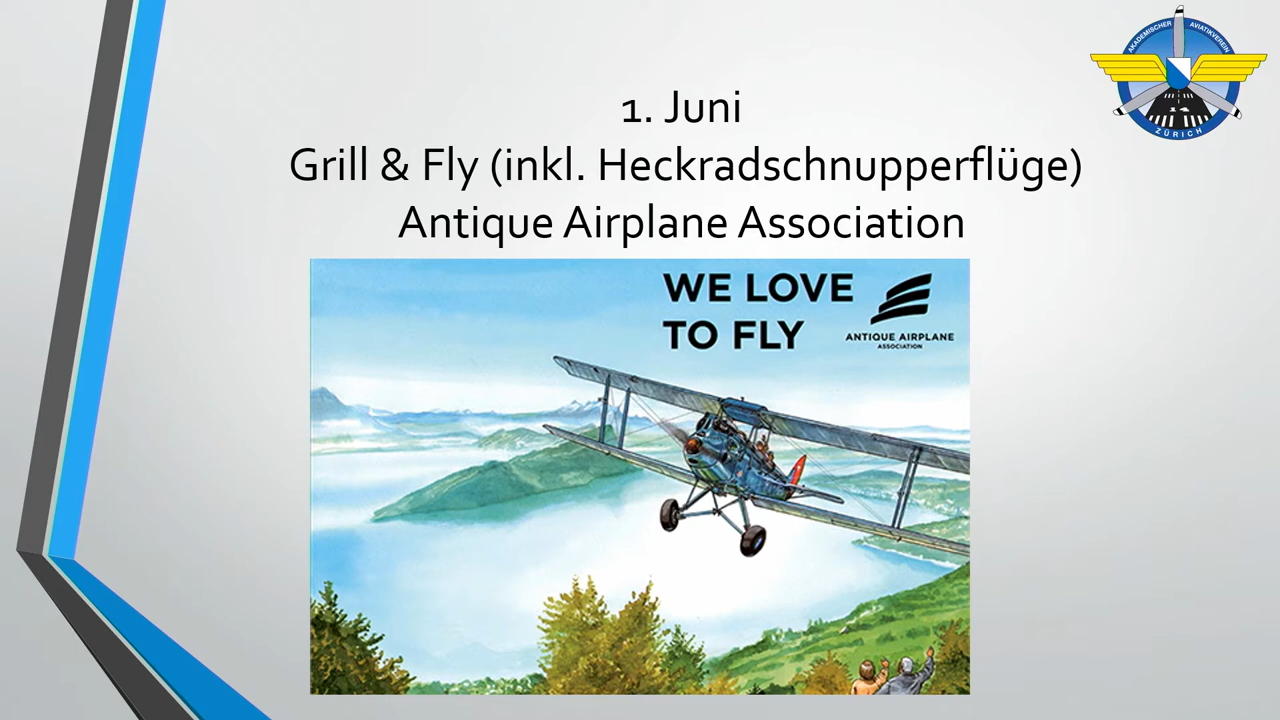 AKADEMISCHER AVIATIKVEREIN
ZÜRICH
1. Juni
Grill & Fly (inkl. Heckradschnupperflüge)
Antique Airplane Association
WE LOVE
TO FLY
ANTIQUE AIRPLANE
ASSOCIATION